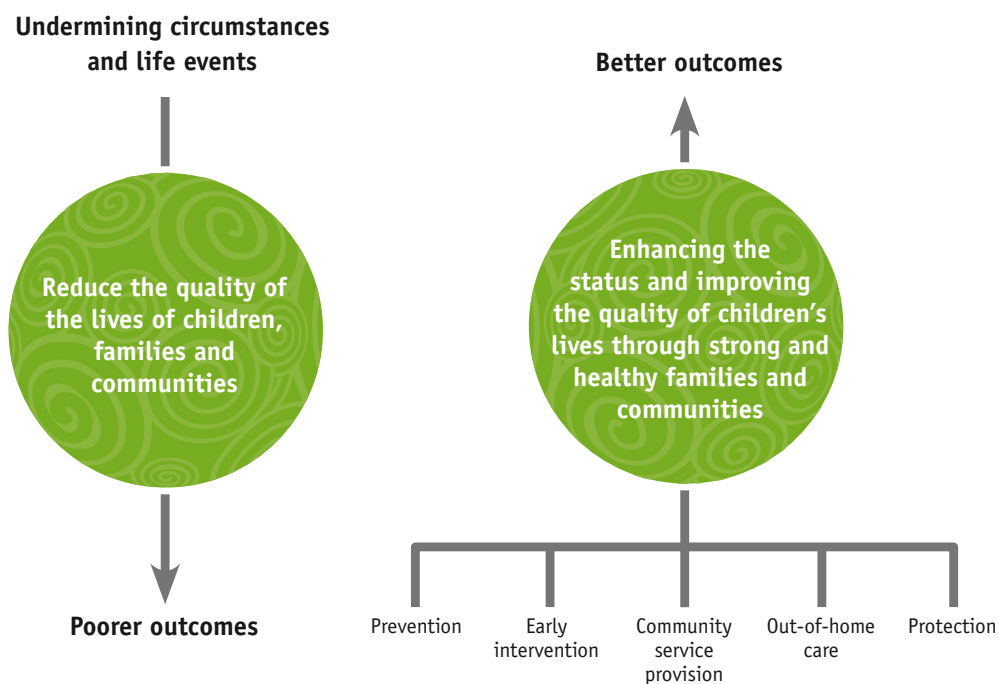 Undermining circumstances
and life events
Reduce the quality of
the lives of children,
families and
communities
Poorer outcomes
Better outcomes
Enhancing the
status and improving
the quality of children’s
lives through strong and
healthy families and
communities
Prevention
Early
intervention
Community
service
provision
Out-of-home
care
Protection